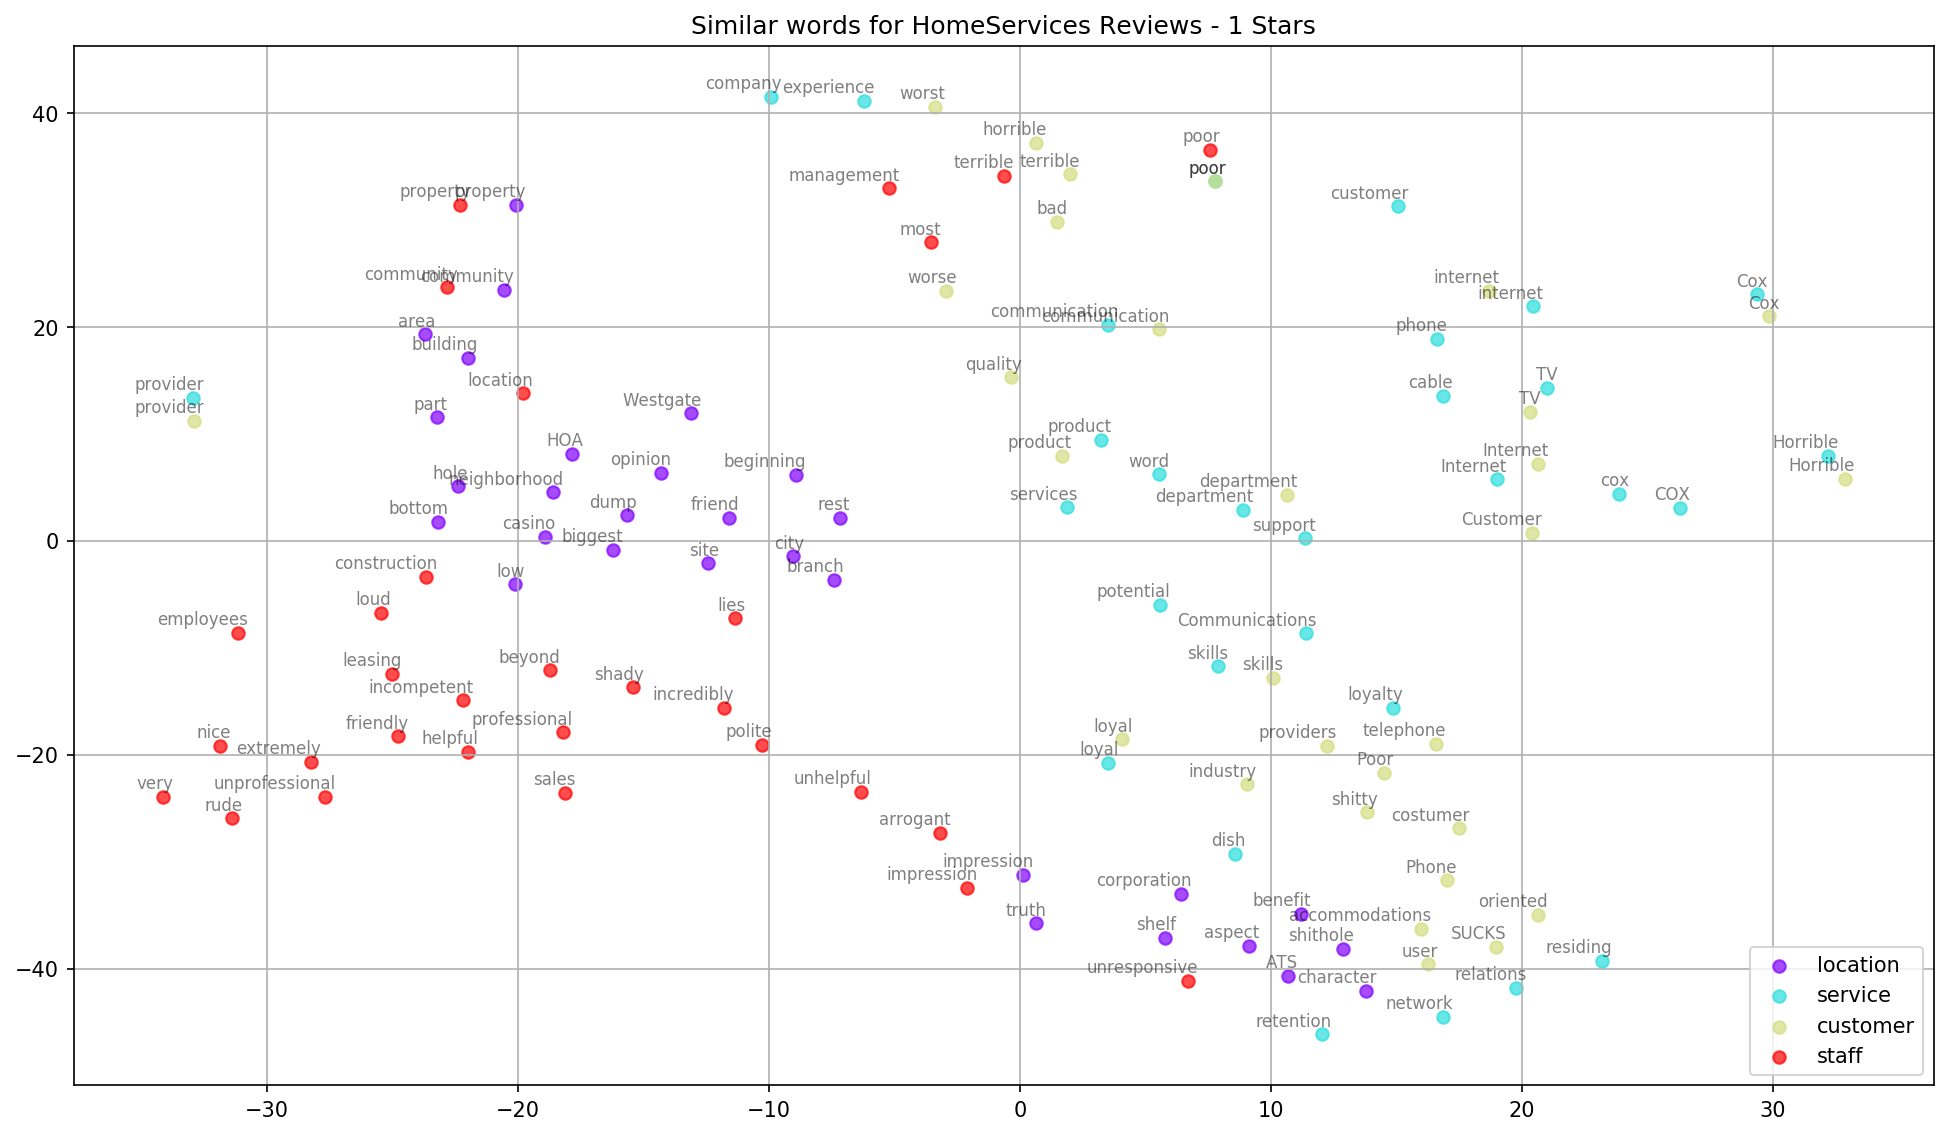 Similar words for HomeServices Reviews - 1 Stars
company
experience
worst
horrible
poor
terrible
terrible
management
poor
property
property
customer
bad
most
community
community
worse
internet
internet
Cox
Cox
communication
communication
area
building
phone
quality
location
cable
TV
TV
provider
provider
part
Westgate
product
product
HOA
opinion
beginning
word
Internet
Internet
Horrible
Horrible
hole
neighborhood
services
department
department
cox
COX
bottom
dump
friend
rest
casino
biggest
support
Customer
construction
low
site
city
branch
loud
lies
potential
employees
Communications
leasing
beyond
skills
skills
incompetent
shady
incredibly
loyalty
nice
friendly
professional
polite
loyal
loyal
providers
telephone
extremely
helpful
Poor
very
unprofessional
sales
unhelpful
industry
shitty
rude
arrogant
costumer
dish
impression
impression
corporation
Phone
truth
shelf
benefit
accommodations
oriented
aspect
shithole
SUCKS
residing
unresponsive
ATS
user
character
relations
network
retention
location
service
customer
staff
40
20
0
−20
−40
−30
−20
−10
0
10
20
30